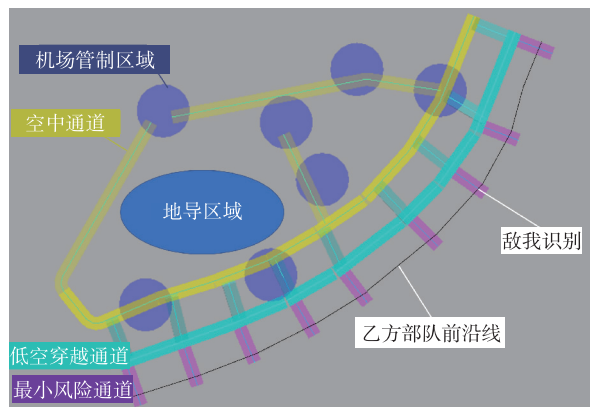 机场管制区域
空中通道
地导区域
敌我识别
乙方部队前沿线
低空穿越通道
最小风险通道